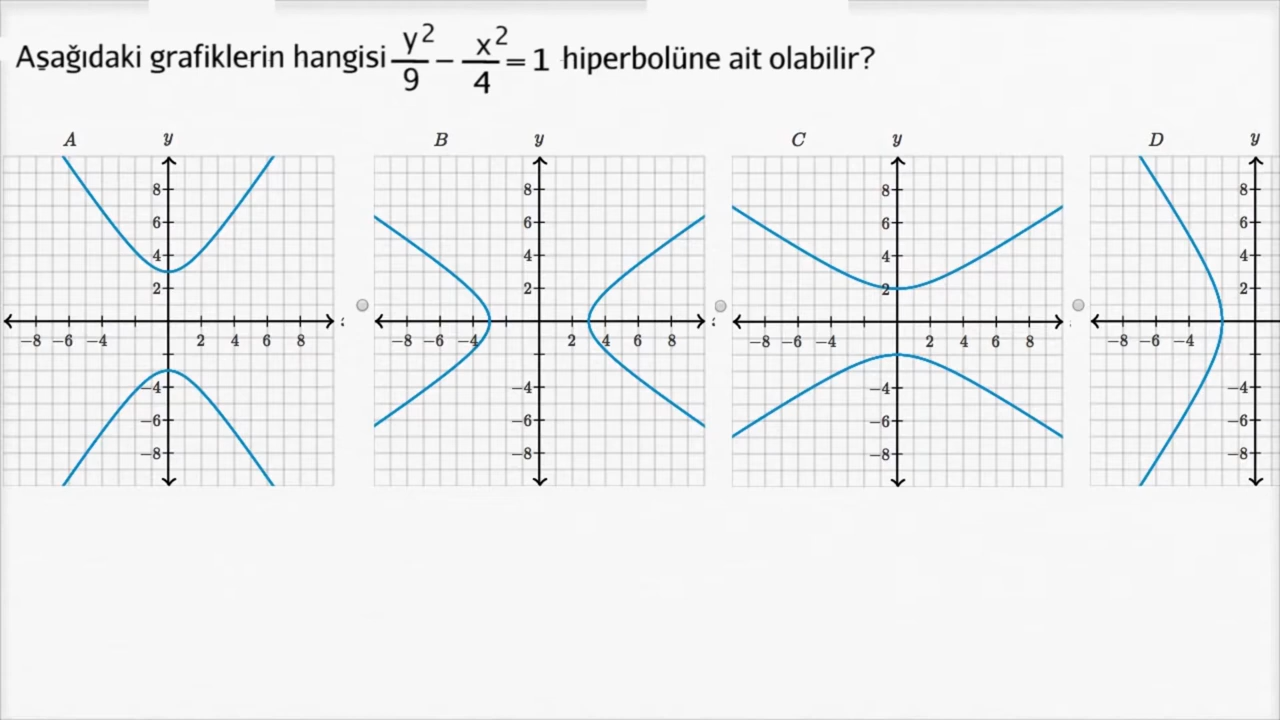 Aşağıdaki grafiklerin hangisi y²/9 − x²/4 = 1 hiperbolüne ait olabilir?
A y B y C y D y
8 8 8 8
6 6 6 6
4 4 4 4
2 2 2 2
−8 −6 −4 2 4 6 8 −8 −6 −4 2 4 6 8 −8 −6 −4 2 4 6 8 −8 −6 −4
−4 −4 −4 −4
−6 −6 −6 −6
−8 −8 −8 −8